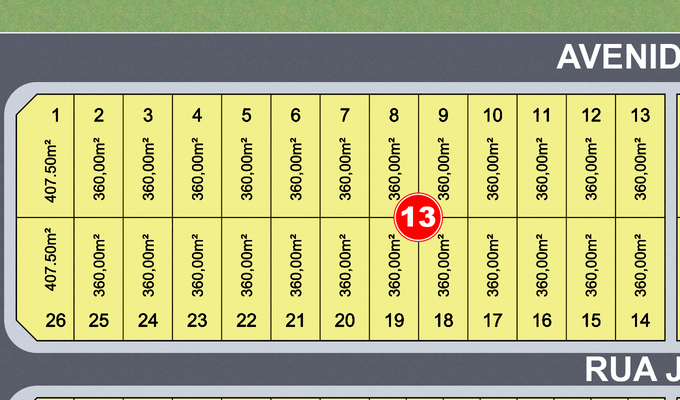 AVENID
1 2 3 4 5 6 7 8 9 10 11 12 13
407.50m² 360,00m² 360,00m² 360,00m² 360,00m² 360,00m² 360,00m² 360,00m² 360,00m² 360,00m² 360,00m² 360,00m² 360,00m²
13
407.50m² 360,00m² 360,00m² 360,00m² 360,00m² 360,00m² 360,00m² 360,00m² 360,00m² 360,00m² 360,00m² 360,00m² 360,00m²
26 25 24 23 22 21 20 19 18 17 16 15 14
RUA J